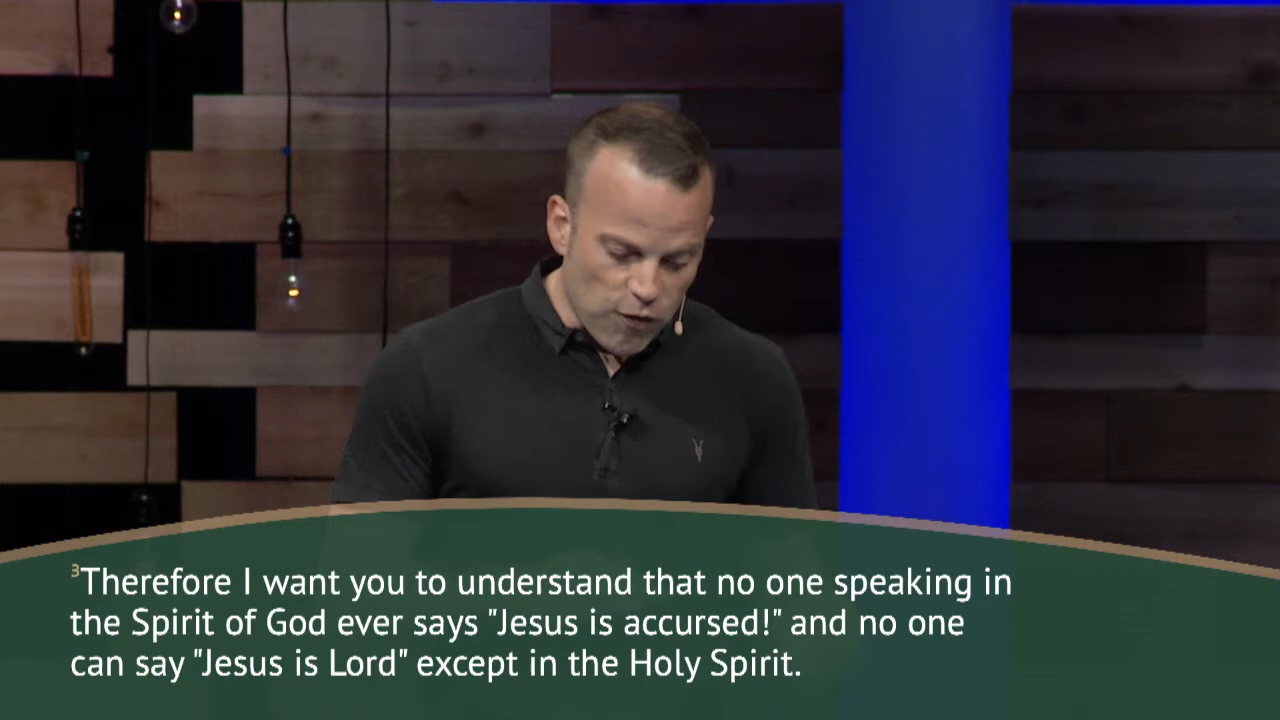 ³Therefore I want you to understand that no one speaking in
the Spirit of God ever says "Jesus is accursed!" and no one
can say "Jesus is Lord" except in the Holy Spirit.